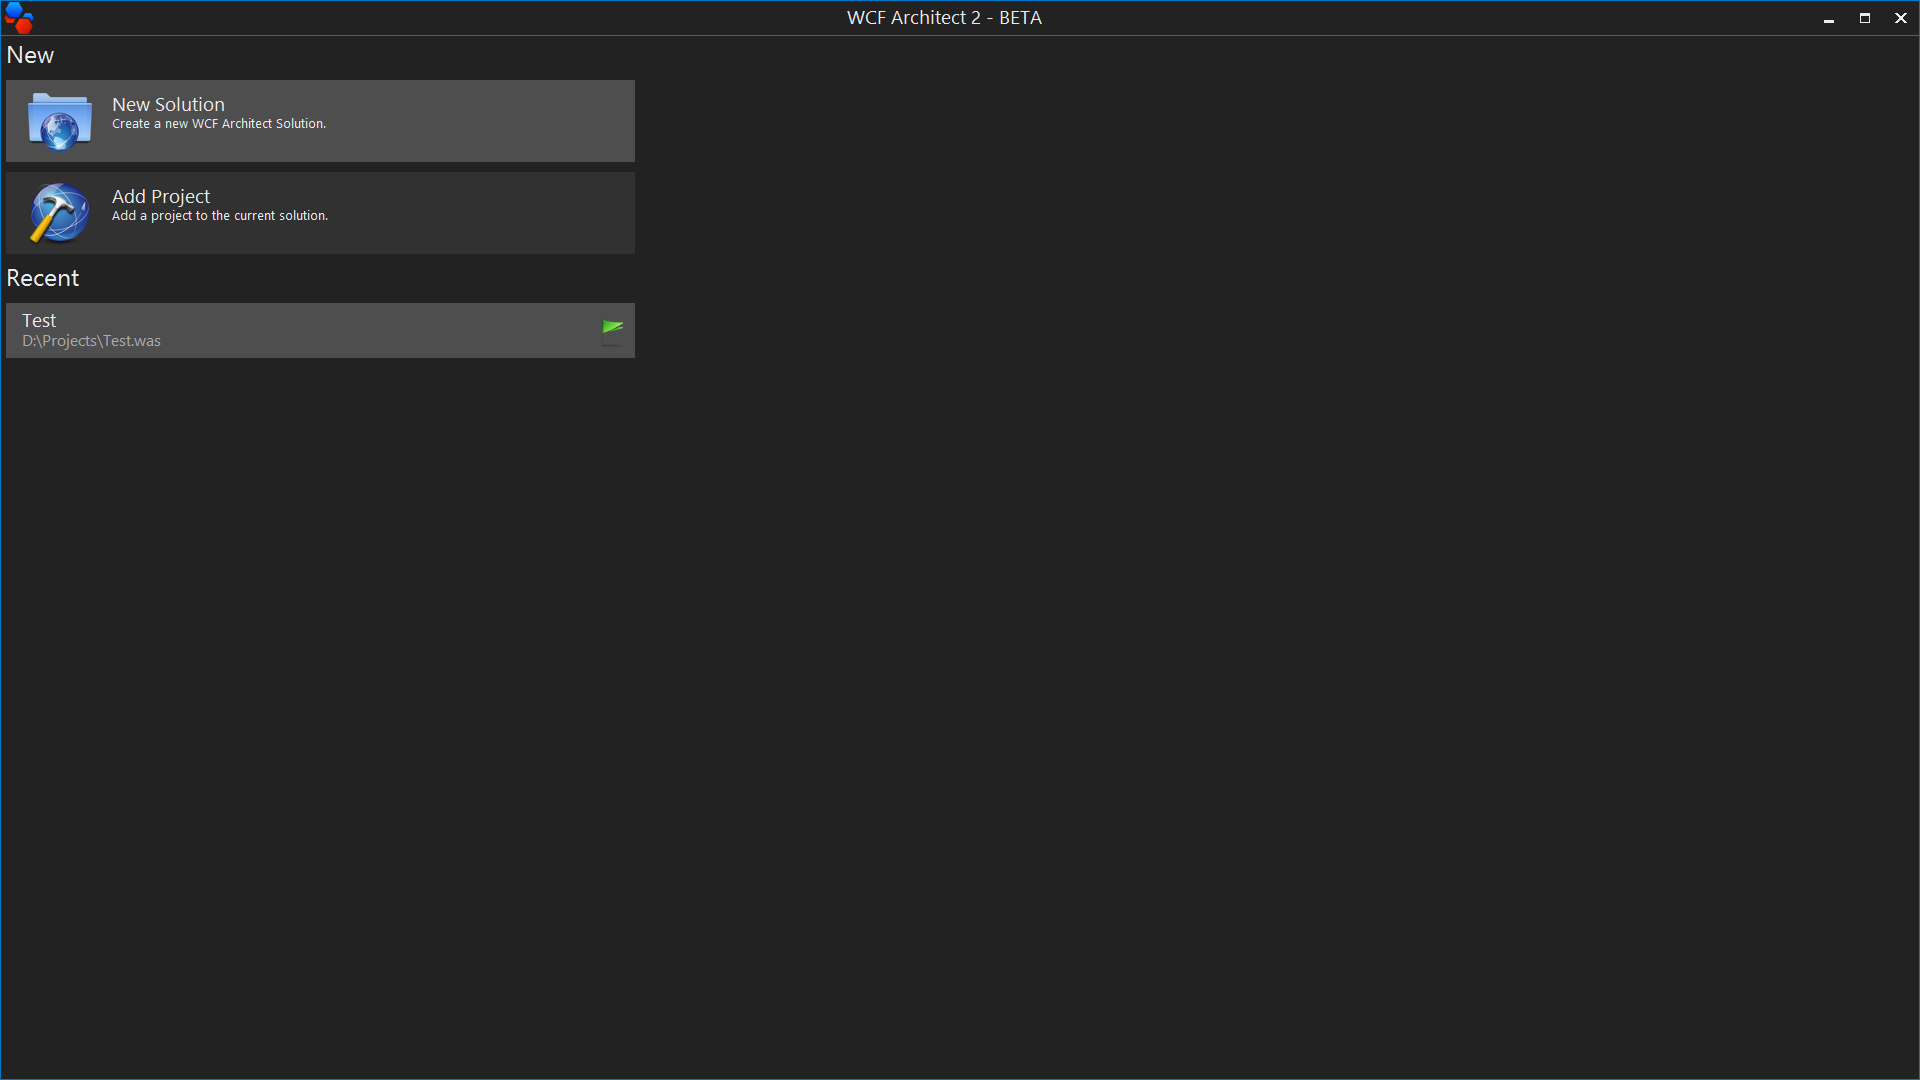 WCF Architect 2 - BETA
New
New Solution
Create a new WCF Architect Solution.
Add Project
Add a project to the current solution.
Recent
Test
D:\Projects\Test.was